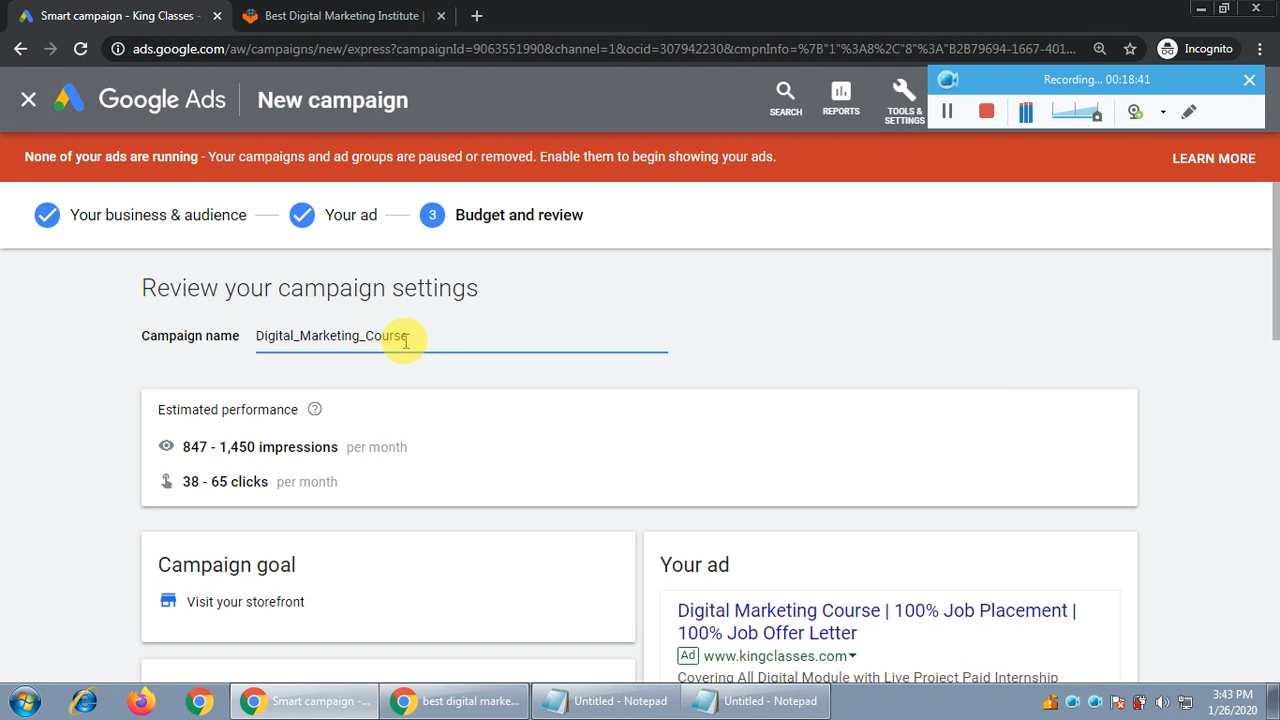 Smart campaign - King Classes -
Best Digital Marketing Institute |
ads.google.com/aw/campaigns/new/express?campaignId=9063551990&channel=1&ocid=307942230&cmpnInfo=%7B"1"%3A8%2C"8"%3A"B2B79694-1667-401...
Incognito
Google Ads
New campaign
SEARCH
REPORTS
TOOLS &
SETTINGS
Recording... 00:18:41
None of your ads are running - Your campaigns and ad groups are paused or removed. Enable them to begin showing your ads.
LEARN MORE
Your business & audience
Your ad
3 Budget and review
Review your campaign settings
Campaign name Digital_Marketing_Course
Estimated performance ?
847 - 1,450 impressions per month
38 - 65 clicks per month
Campaign goal
Visit your storefront
Your ad
Digital Marketing Course | 100% Job Placement |
100% Job Offer Letter
Ad www.kingclasses.com
Covering All Digital Module with Live Project Paid Internship
Smart campaign -...
best digital marke...
Untitled - Notepad
Untitled - Notepad
3:43 PM
1/26/2020